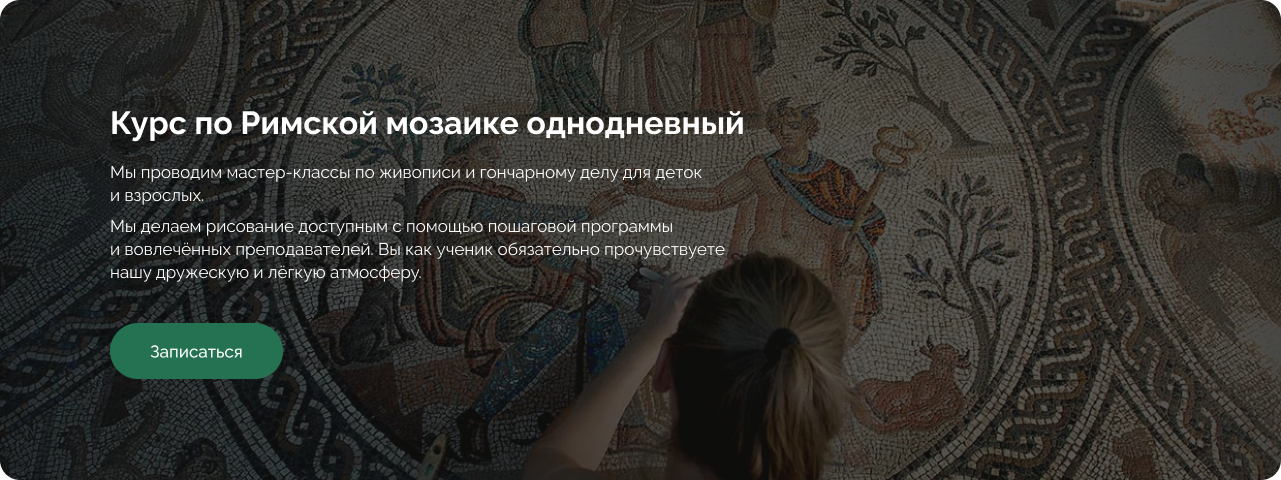 Курс по Римской мозаике однодневный
Мы проводим мастер-классы по живописи и гончарному делу для деток
и взрослых.
Мы делаем рисование доступным с помощью пошаговой программы
и вовлечённых преподавателей. Вы как ученик обязательно прочувствуете
нашу дружескую и лёгкую атмосферу.
Записаться